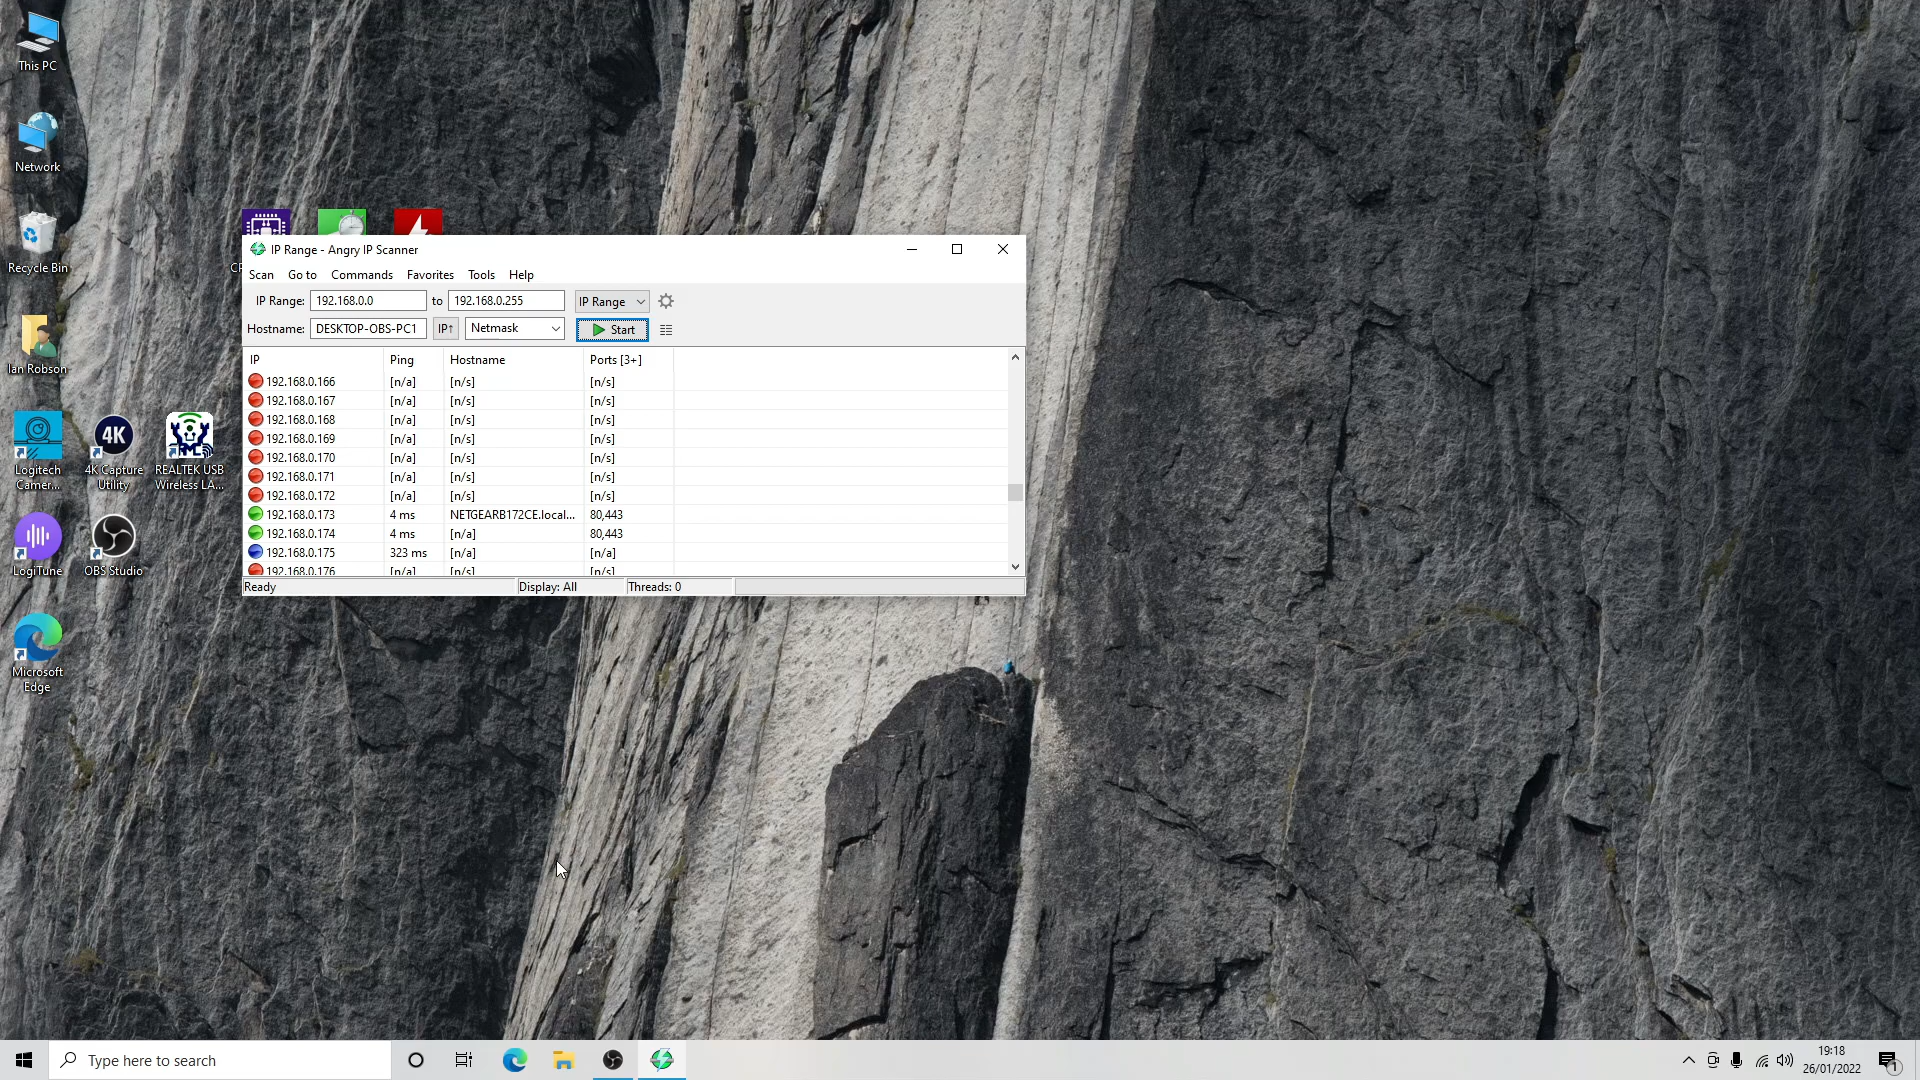 This PC
Network
Recycle Bin
Ian Robson
Logitech
Camer...
4K
4K Capture
Utility
REALTEK USB
Wireless LA...
LogiTune
OBS Studio
Microsoft
Edge
IP Range - Angry IP Scanner
Scan Go to Commands Favorites Tools Help
IP Range: 192.168.0.0 to 192.168.0.255 IP Range
Hostname: DESKTOP-OBS-PC1 IP↑ Netmask Start
IP Ping Hostname Ports [3+]
192.168.0.166 [n/a] [n/s] [n/s]
192.168.0.167 [n/a] [n/s] [n/s]
192.168.0.168 [n/a] [n/s] [n/s]
192.168.0.169 [n/a] [n/s] [n/s]
192.168.0.170 [n/a] [n/s] [n/s]
192.168.0.171 [n/a] [n/s] [n/s]
192.168.0.172 [n/a] [n/s] [n/s]
192.168.0.173 4 ms NETGEARB172CE.local... 80,443
192.168.0.174 4 ms [n/a] 80,443
192.168.0.175 323 ms [n/a] [n/a]
192.168.0.176 [n/a] [n/s] [n/s]
Ready Display: All Threads: 0
Type here to search
19:18
26/01/2022
1